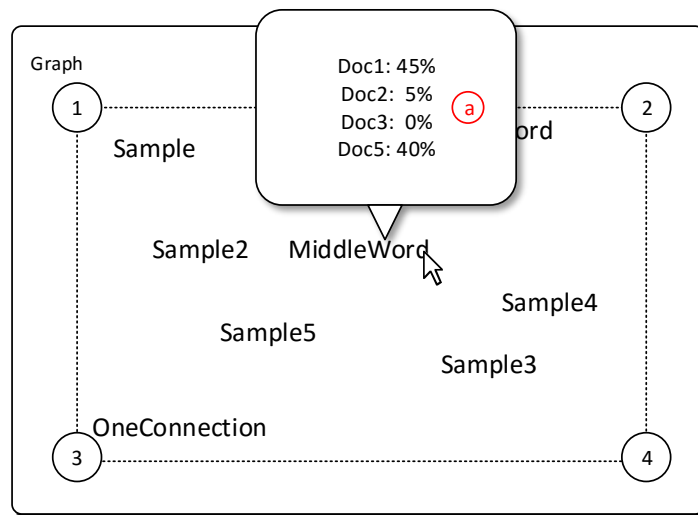 Graph
1
2
Doc1: 45%
Doc2: 5%
Doc3: 0%
Doc5: 40%
a
ord
Sample
Sample2
MiddleWord
Sample4
Sample5
Sample3
OneConnection
3
4